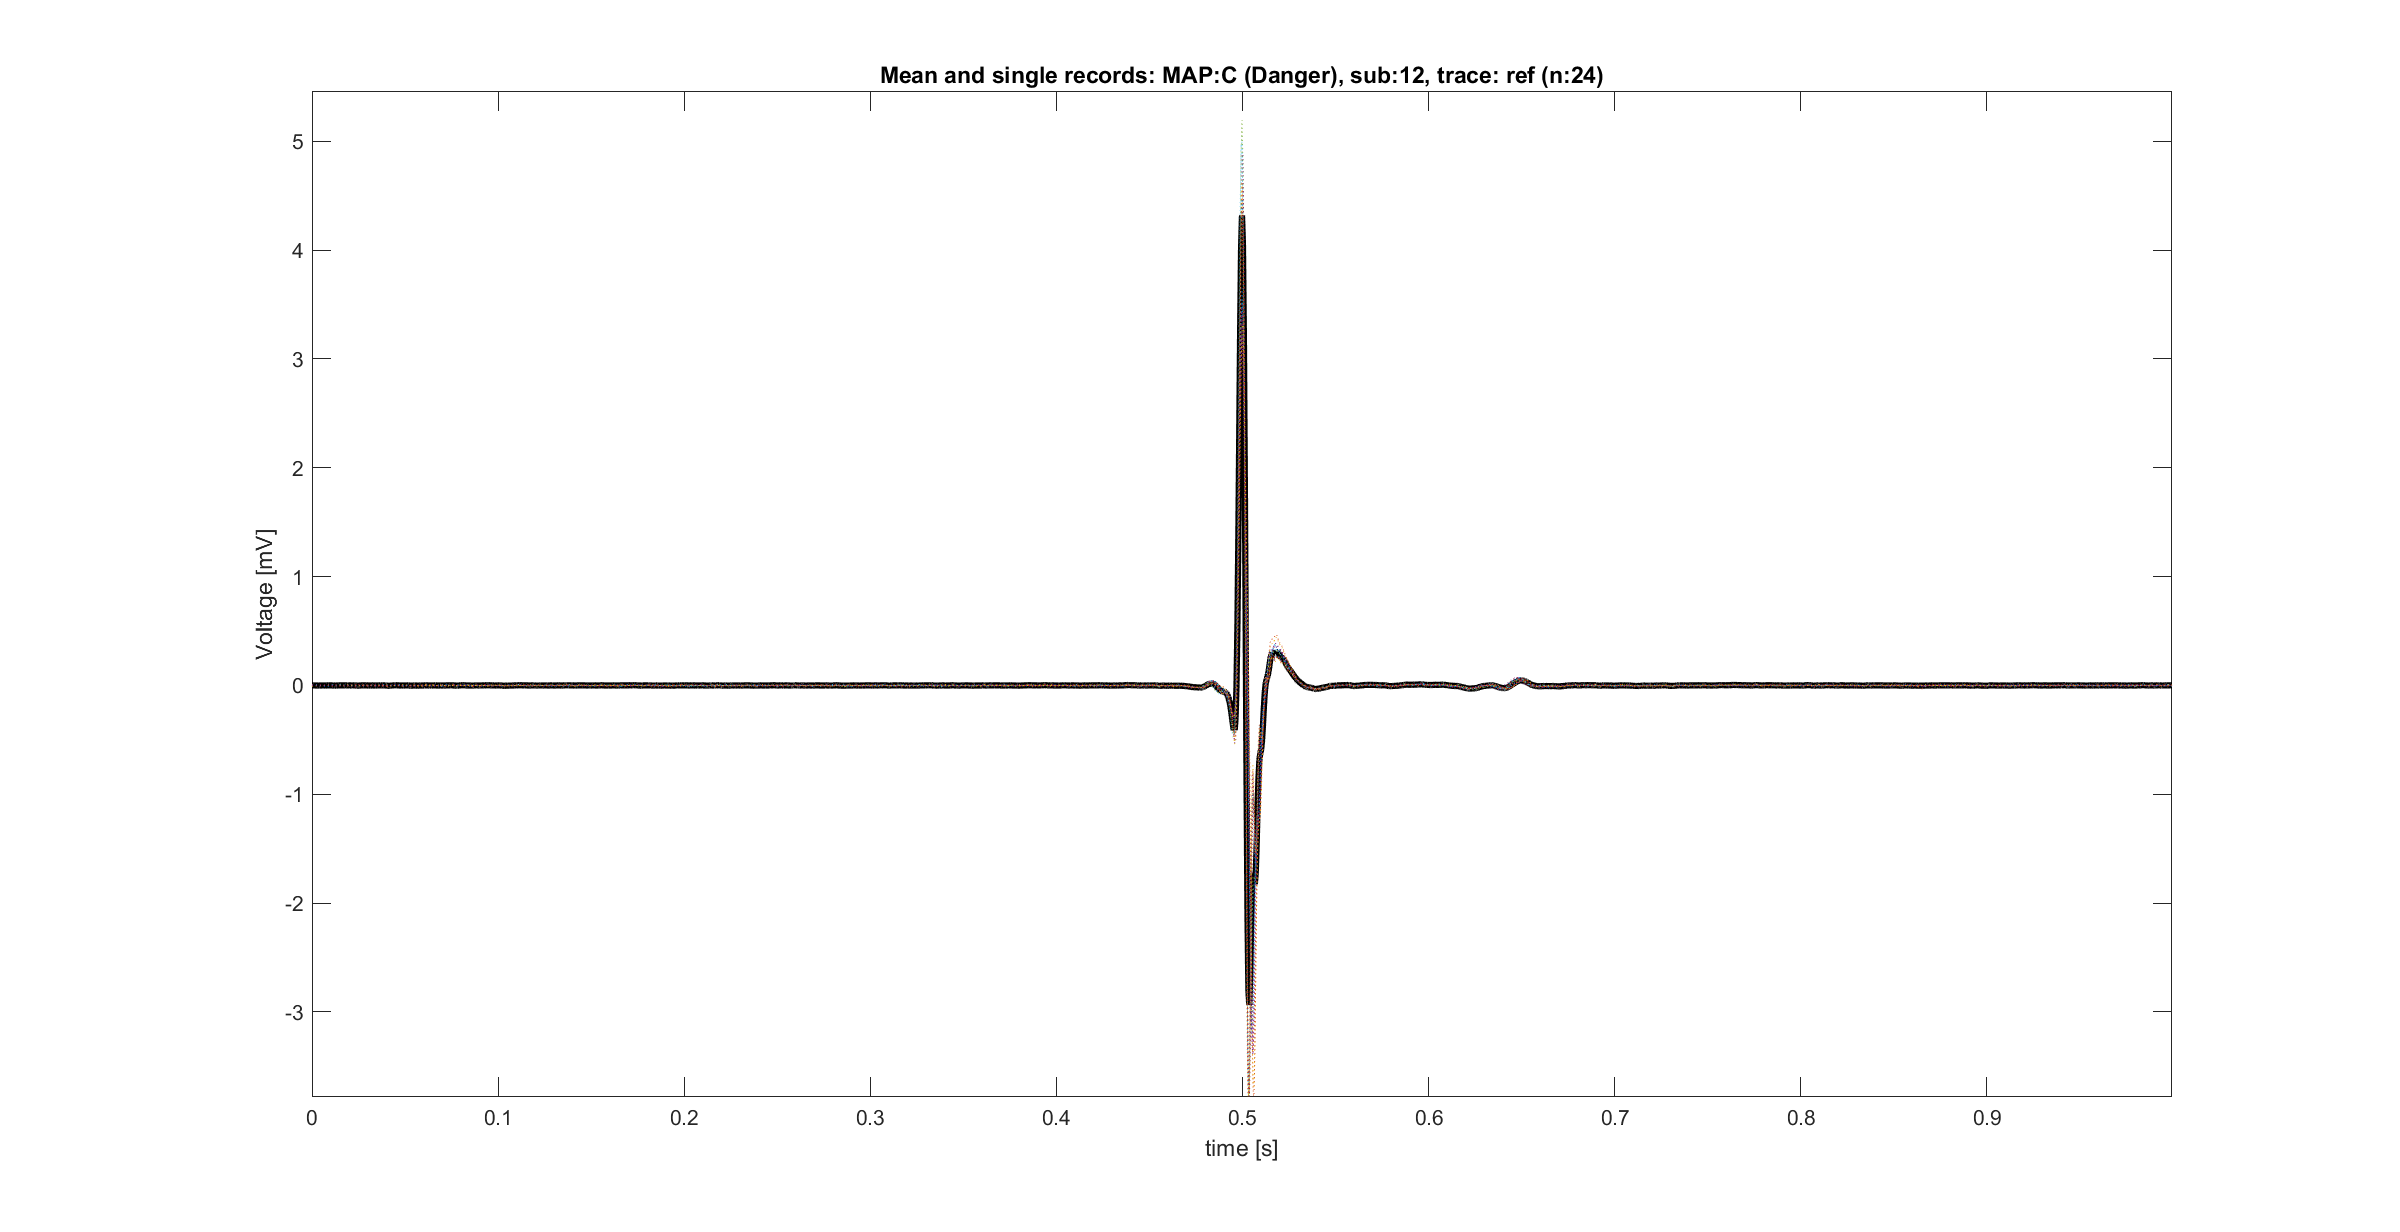 Mean and single records: MAP:C (Danger), sub:12, trace: ref (n:24)
5
4
3
2
1
0
-1
-2
-3
Voltage [mV]
0 0.1 0.2 0.3 0.4 0.5 0.6 0.7 0.8 0.9
time [s]